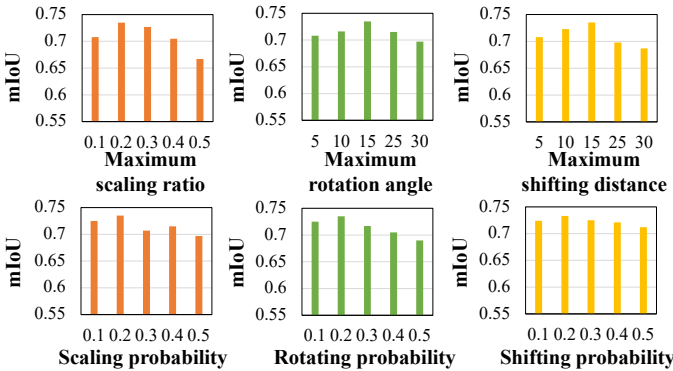 0.75
0.7
0.65
0.6
0.55
mIoU
0.1 0.2 0.3 0.4 0.5
Maximum
scaling ratio
0.75
0.7
0.65
0.6
0.55
mIoU
5 10 15 25 30
Maximum
rotation angle
0.75
0.7
0.65
0.6
0.55
mIoU
5 10 15 25 30
Maximum
shifting distance
0.75
0.7
0.65
0.6
0.55
mIoU
0.1 0.2 0.3 0.4 0.5
Scaling probability
0.75
0.7
0.65
0.6
0.55
mIoU
0.1 0.2 0.3 0.4 0.5
Rotating probability
0.75
0.7
0.65
0.6
0.55
mIoU
0.1 0.2 0.3 0.4 0.5
Shifting probability